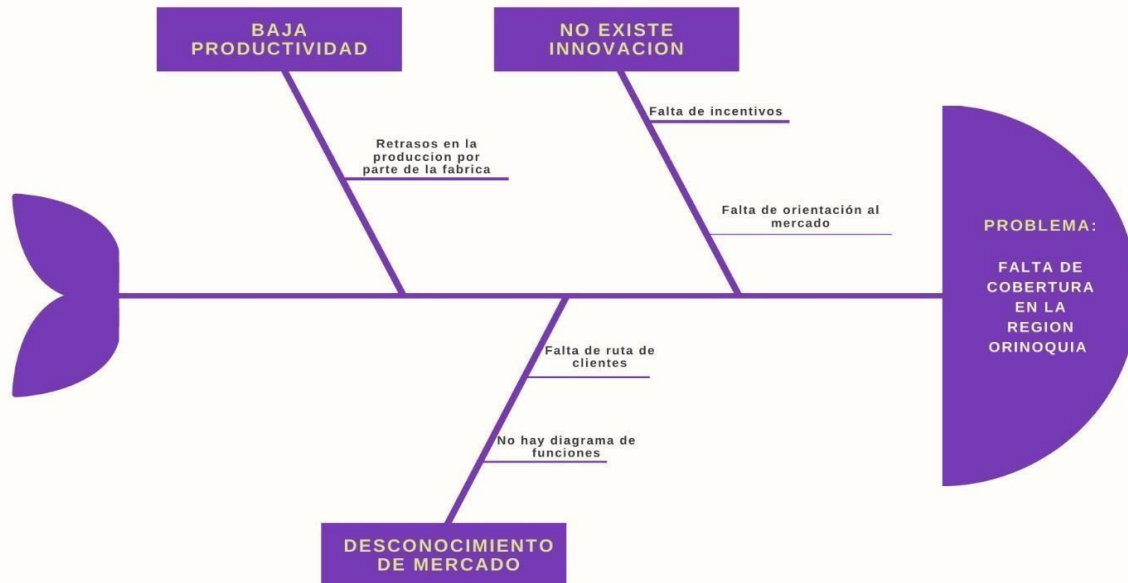 BAJA
PRODUCTIVIDAD
NO EXISTE
INNOVACION
Falta de incentivos
Retrasos en la
produccion por
parte de la fabrica
Falta de orientación al
mercado
PROBLEMA:
FALTA DE
COBERTURA
EN LA
REGION
ORINOQUIA
Falta de ruta de
clientes
No hay diagrama de
funciones
DESCONOCIMIENTO
DE MERCADO